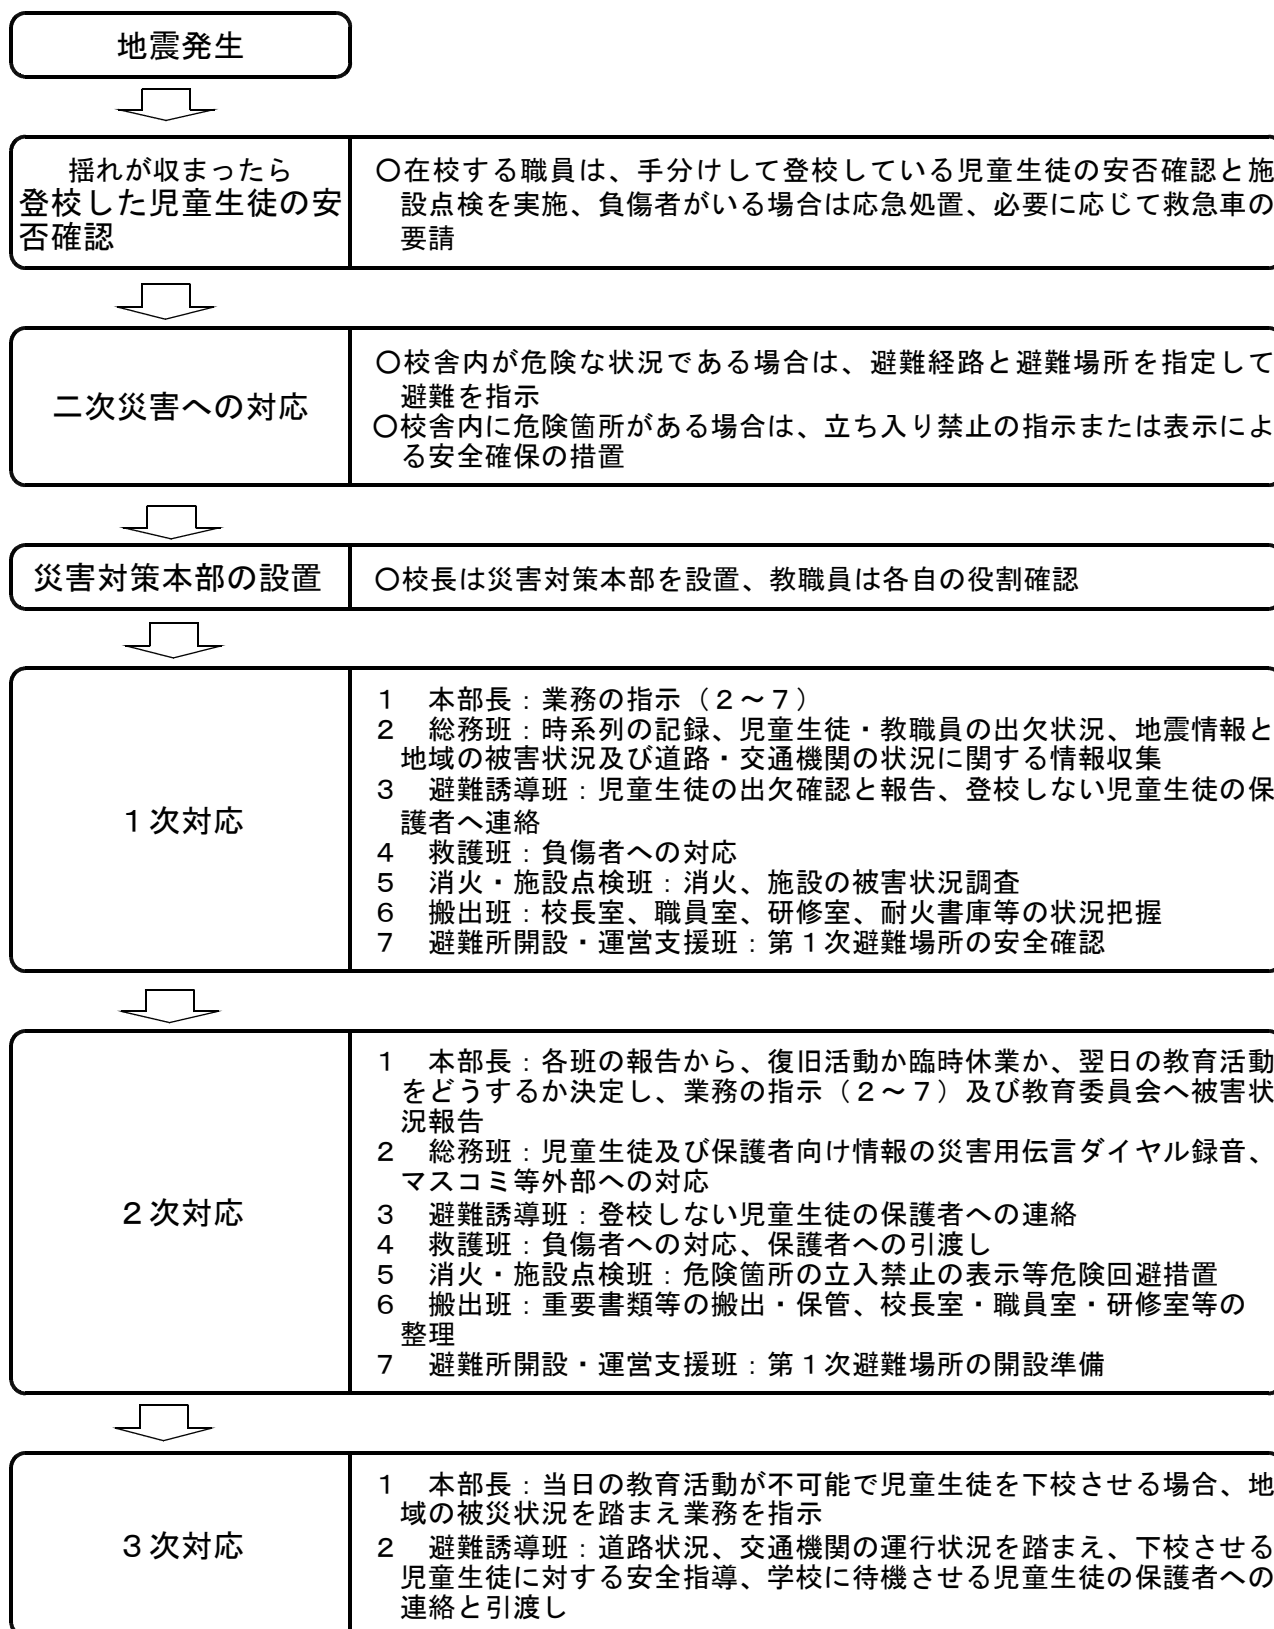 地震発生
揺れが収まったら
登校した児童生徒の安
否確認
〇在校する職員は、手分けして登校している児童生徒の安否確認と施
設点検を実施、負傷者がいる場合は応急処置、必要に応じて救急車の
要請
二次災害への対応
〇校舎内が危険な状況である場合は、避難経路と避難場所を指定して
避難を指示
〇校舎内に危険箇所がある場合は、立ち入り禁止の指示または表示によ
る安全確保の措置
災害対策本部の設置
〇校長は災害対策本部を設置、教職員は各自の役割確認
１次対応
１　本部長：業務の指示（２～７）
２　総務班：時系列の記録、児童生徒・教職員の出欠状況、地震情報と
地域の被害状況及び道路・交通機関の状況に関する情報収集
３　避難誘導班：児童生徒の出欠確認と報告、登校しない児童生徒の保
護者へ連絡
４　救護班：負傷者への対応
５　消火・施設点検班：消火、施設の被害状況調査
６　搬出班：校長室、職員室、研修室、耐火書庫等の状況把握
７　避難所開設・運営支援班：第１次避難場所の安全確認
２次対応
１　本部長：各班の報告から、復旧活動か臨時休業か、翌日の教育活動
をどうするか決定し、業務の指示（２～７）及び教育委員会へ被害状
況報告
２　総務班：児童生徒及び保護者向け情報の災害用伝言ダイヤル録音、
マスコミ等外部への対応
３　避難誘導班：登校しない児童生徒の保護者への連絡
４　救護班：負傷者への対応、保護者への引渡し
５　消火・施設点検班：危険箇所の立入禁止の表示等危険回避措置
６　搬出班：重要書類等の搬出・保管、校長室・職員室・研修室等の
整理
７　避難所開設・運営支援班：第１次避難場所の開設準備
３次対応
１　本部長：当日の教育活動が不可能で児童生徒を下校させる場合、地
域の被災状況を踏まえ業務を指示
２　避難誘導班：道路状況、交通機関の運行状況を踏まえ、下校させる
児童生徒に対する安全指導、学校に待機させる児童生徒の保護者への
連絡と引渡し